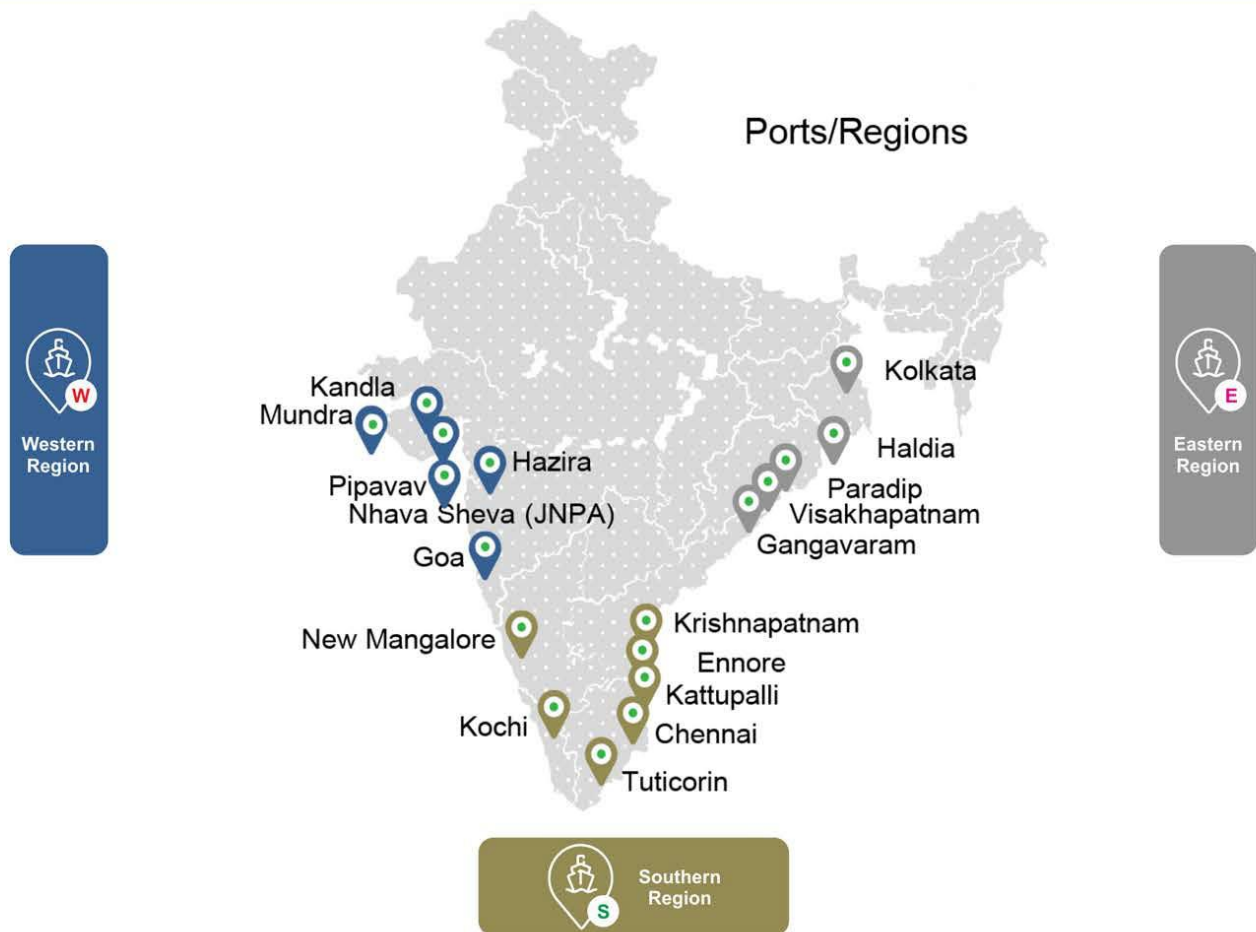 Ports/Regions
W
Western
Region
E
Eastern
Region
Kandla
Mundra
Pipavav
Hazira
Nhava Sheva (JNPA)
Goa
Kolkata
Haldia
Paradip
Visakhapatnam
Gangavaram
New Mangalore
Kochi
Krishnapatnam
Ennore
Kattupalli
Chennai
Tuticorin
S
Southern
Region